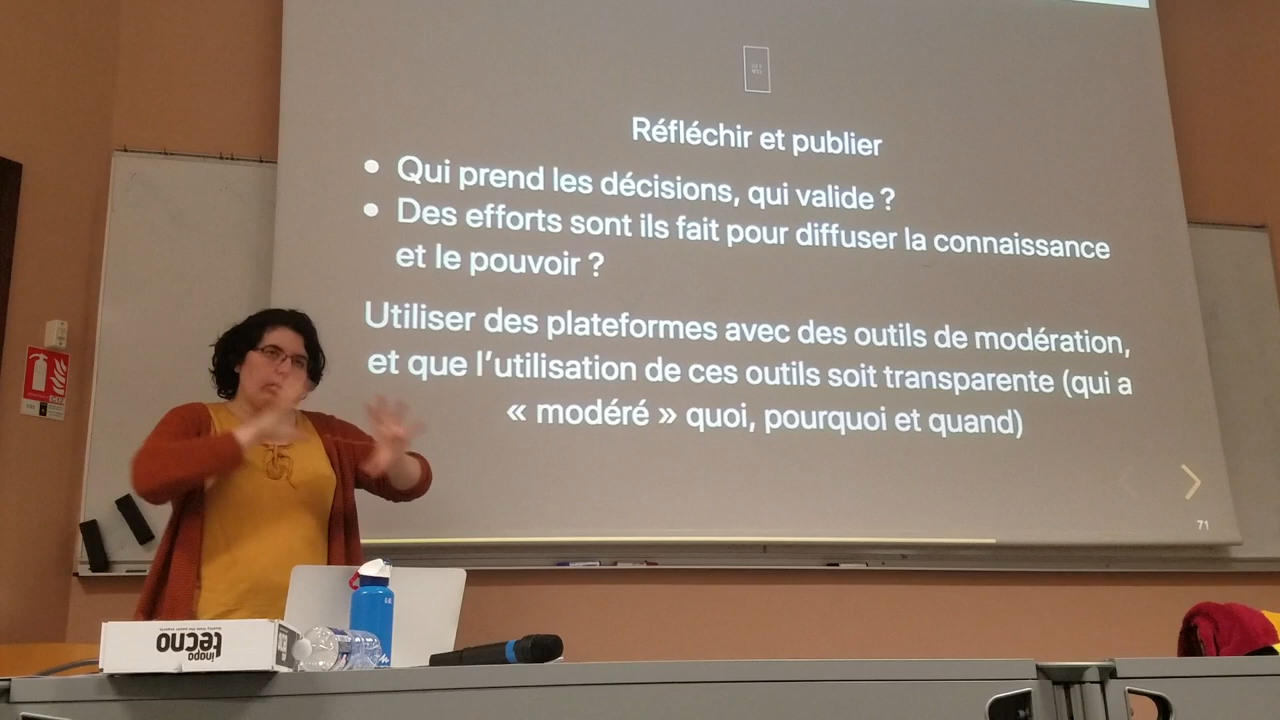 Réfléchir et publier
• Qui prend les décisions, qui valide ?
• Des efforts sont ils fait pour diffuser la connaissance
et le pouvoir ?
Utiliser des plateformes avec des outils de modération,
et que l’utilisation de ces outils soit transparente (qui a
« modéré » quoi, pourquoi et quand)
71
inapa
tecno